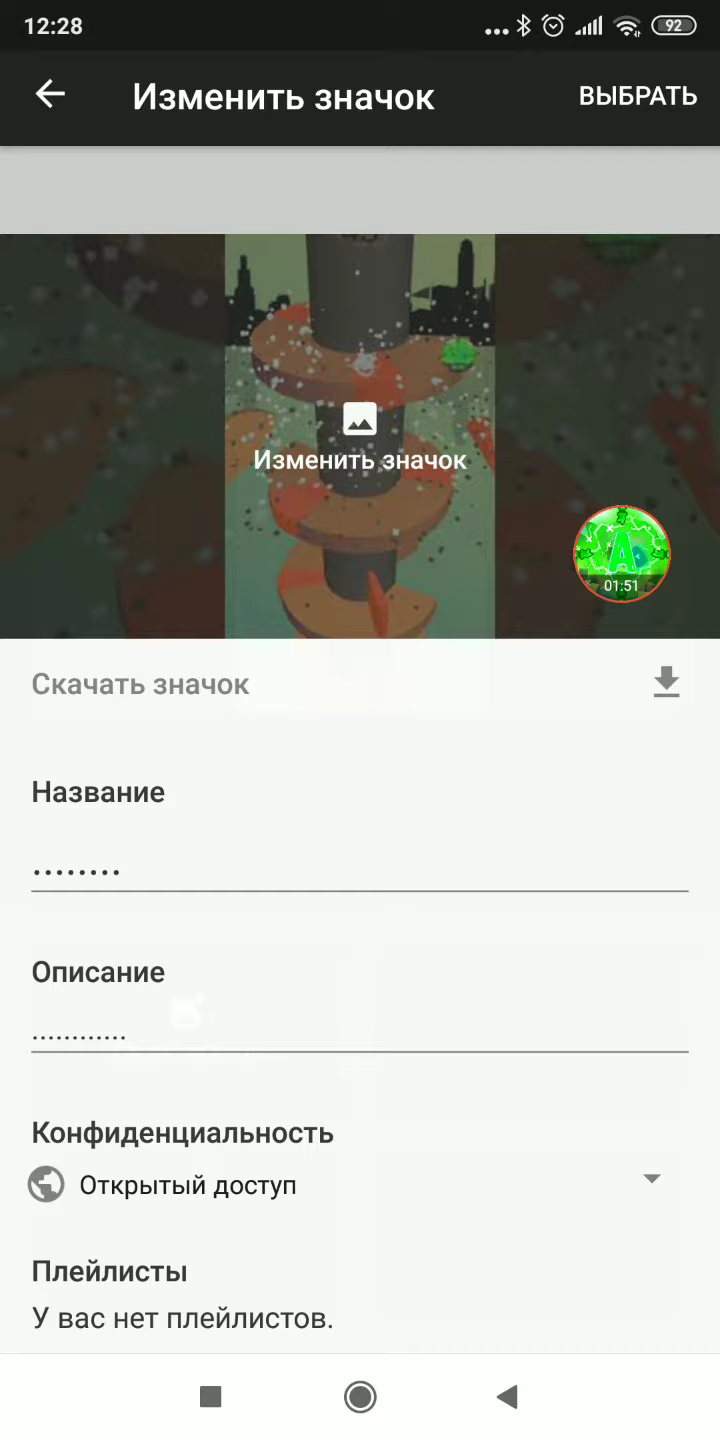 12:28
92
Изменить значок
ВЫБРАТЬ
Изменить значок
A
01:51
Скачать значок
Название
........
Описание
............
Конфиденциальность
Открытый доступ
Плейлисты
У вас нет плейлистов.